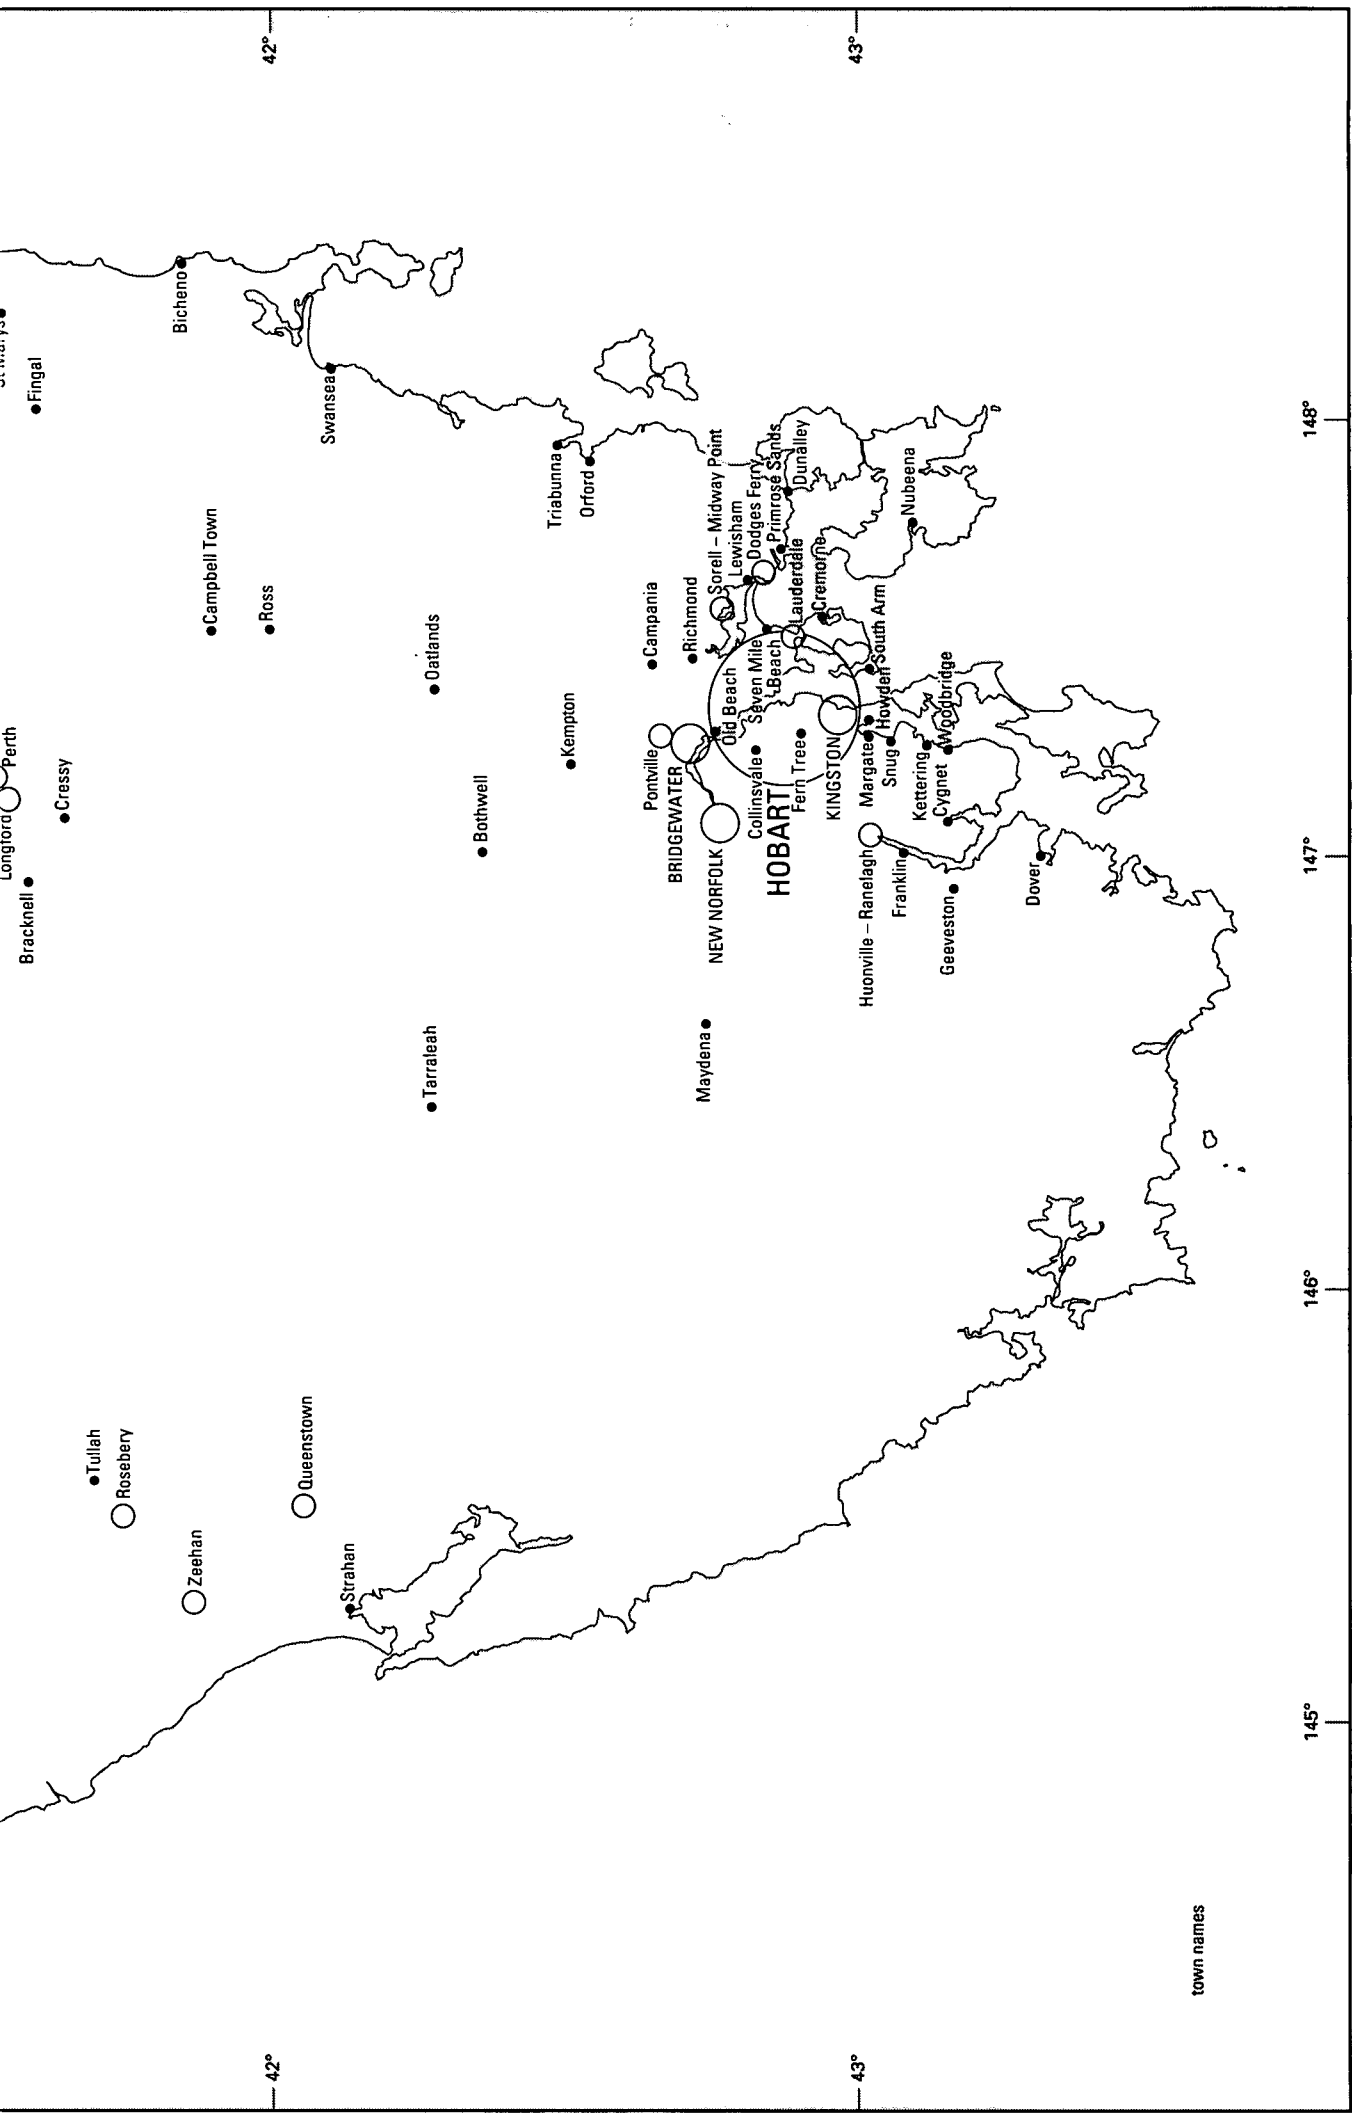 42°
43°
St Marys
Fingal
Bicheno
Swansea
148°
Triabunna
Orford
Campbell Town
Ross
Oatlands
Campania
Richmond
Sorell – Midway Point
Lewisham
Dodges Ferry
Primrose Sands
Dunalley
Nubeena
Lauderdale
Cremorne
South Arm
Seven Mile
Beach
Old Beach
Howden
Woodbridge
Perth
Longford
Cressy
Bracknell
Kempton
Bothwell
Pontville
BRIDGEWATER
NEW NORFOLK
Collinsvale
HOBART
Fern Tree
KINGSTON
Margate
Snug
Kettering
Cygnet
Huonville – Ranelagh
Franklin
Geeveston
Dover
147°
Tarraleah
Maydena
146°
Tullah
Rosebery
Queenstown
Zeehan
Strahan
145°
town names
42°
43°